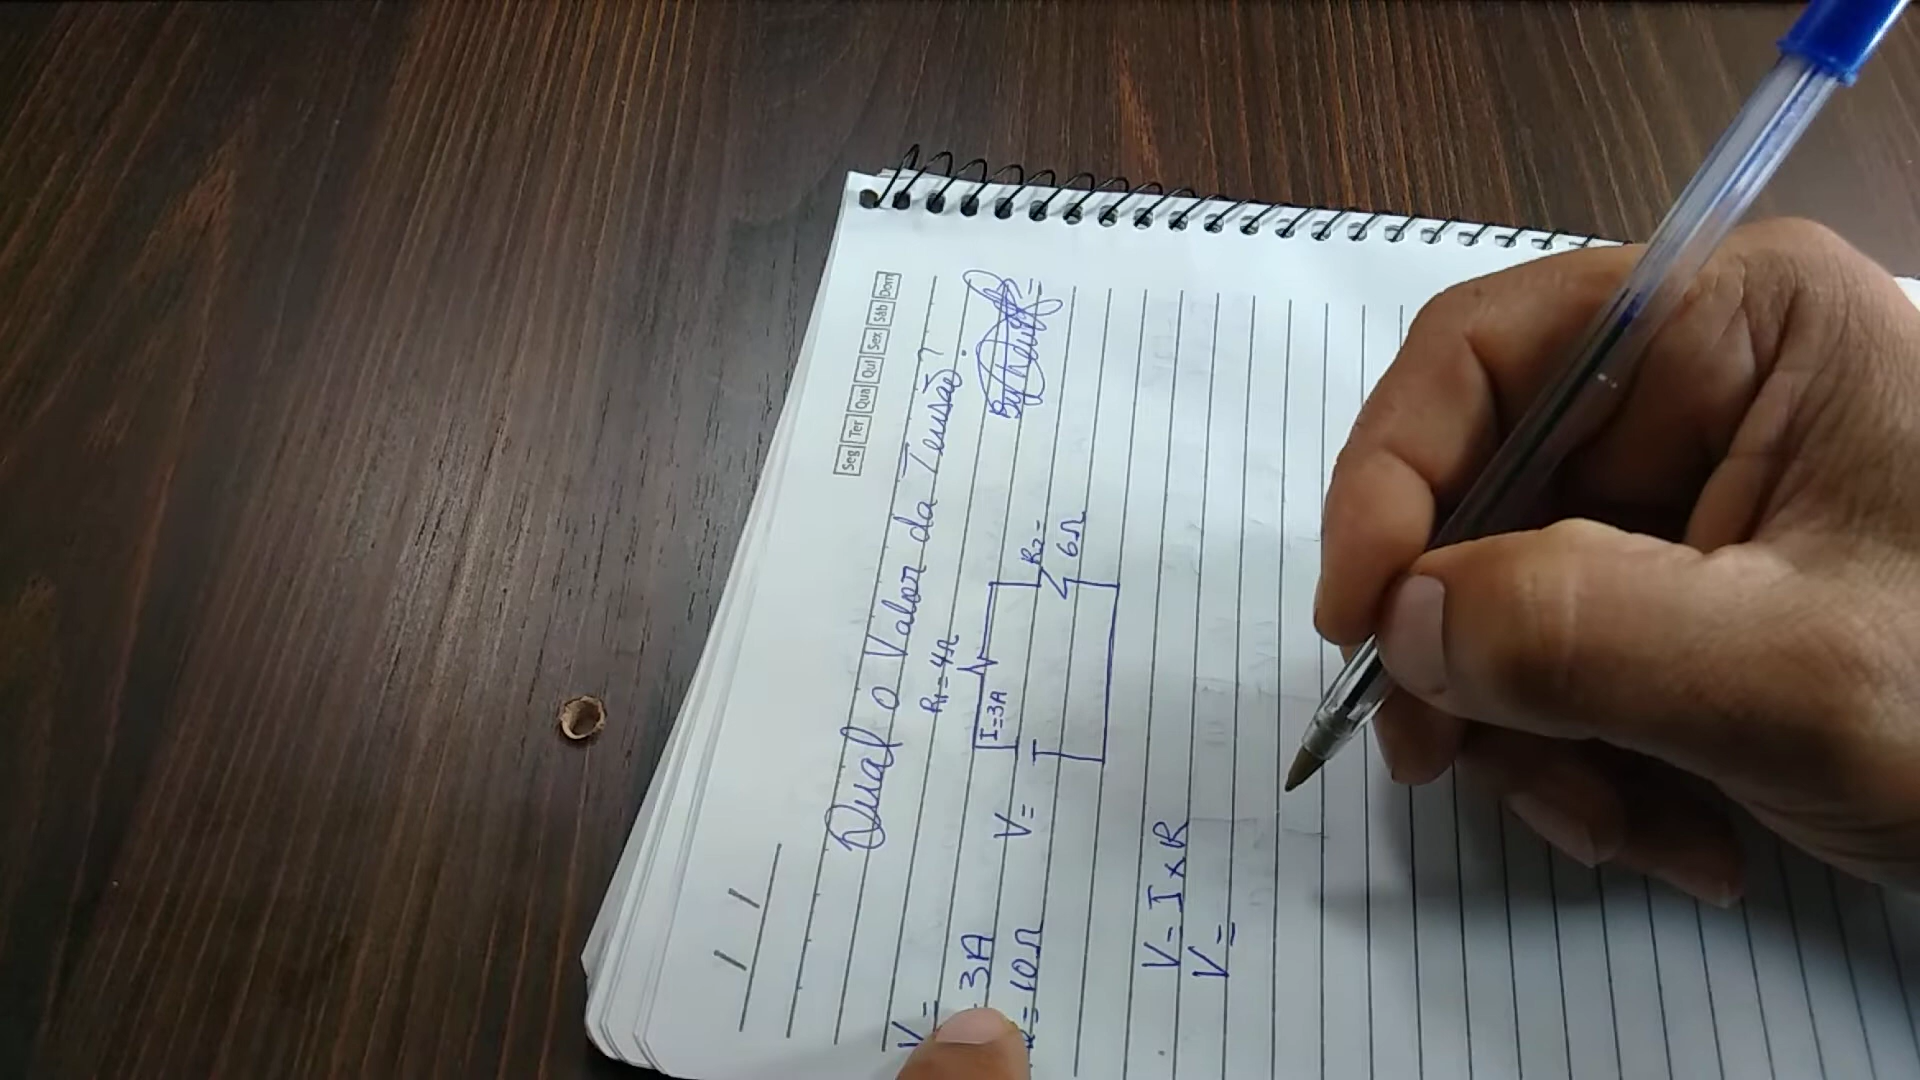 Seg Ter Qua Qui Sex Sáb Dom
Qual o Valor da Tensão?
R1=4Ω
V=
= 3A
= 10Ω
I=3A
V=
R2=
6Ω
V= I x R
V=